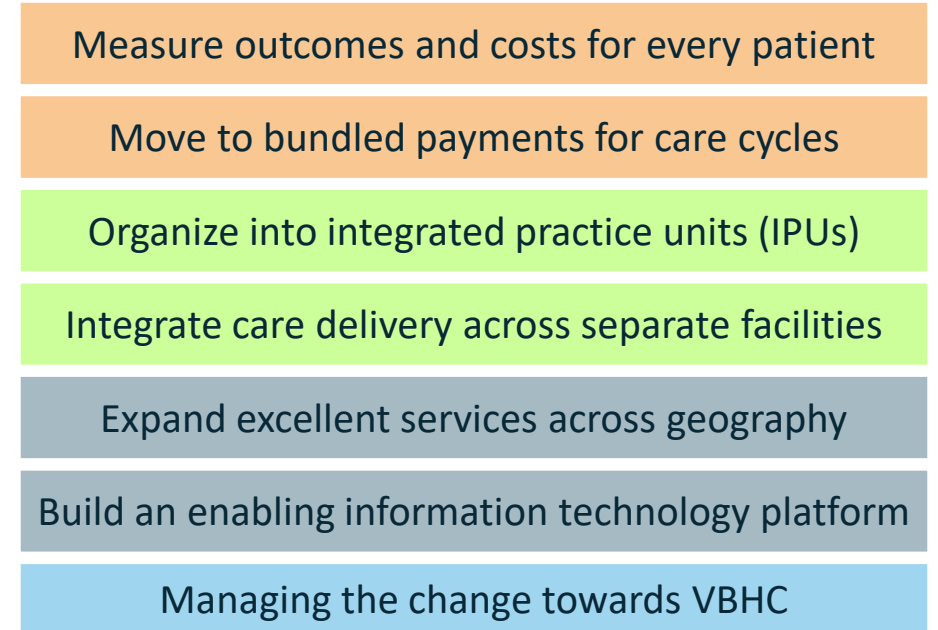 Measure outcomes and costs for every patient
Move to bundled payments for care cycles
Organize into integrated practice units (IPUs)
Integrate care delivery across separate facilities
Expand excellent services across geography
Build an enabling information technology platform
Managing the change towards VBHC